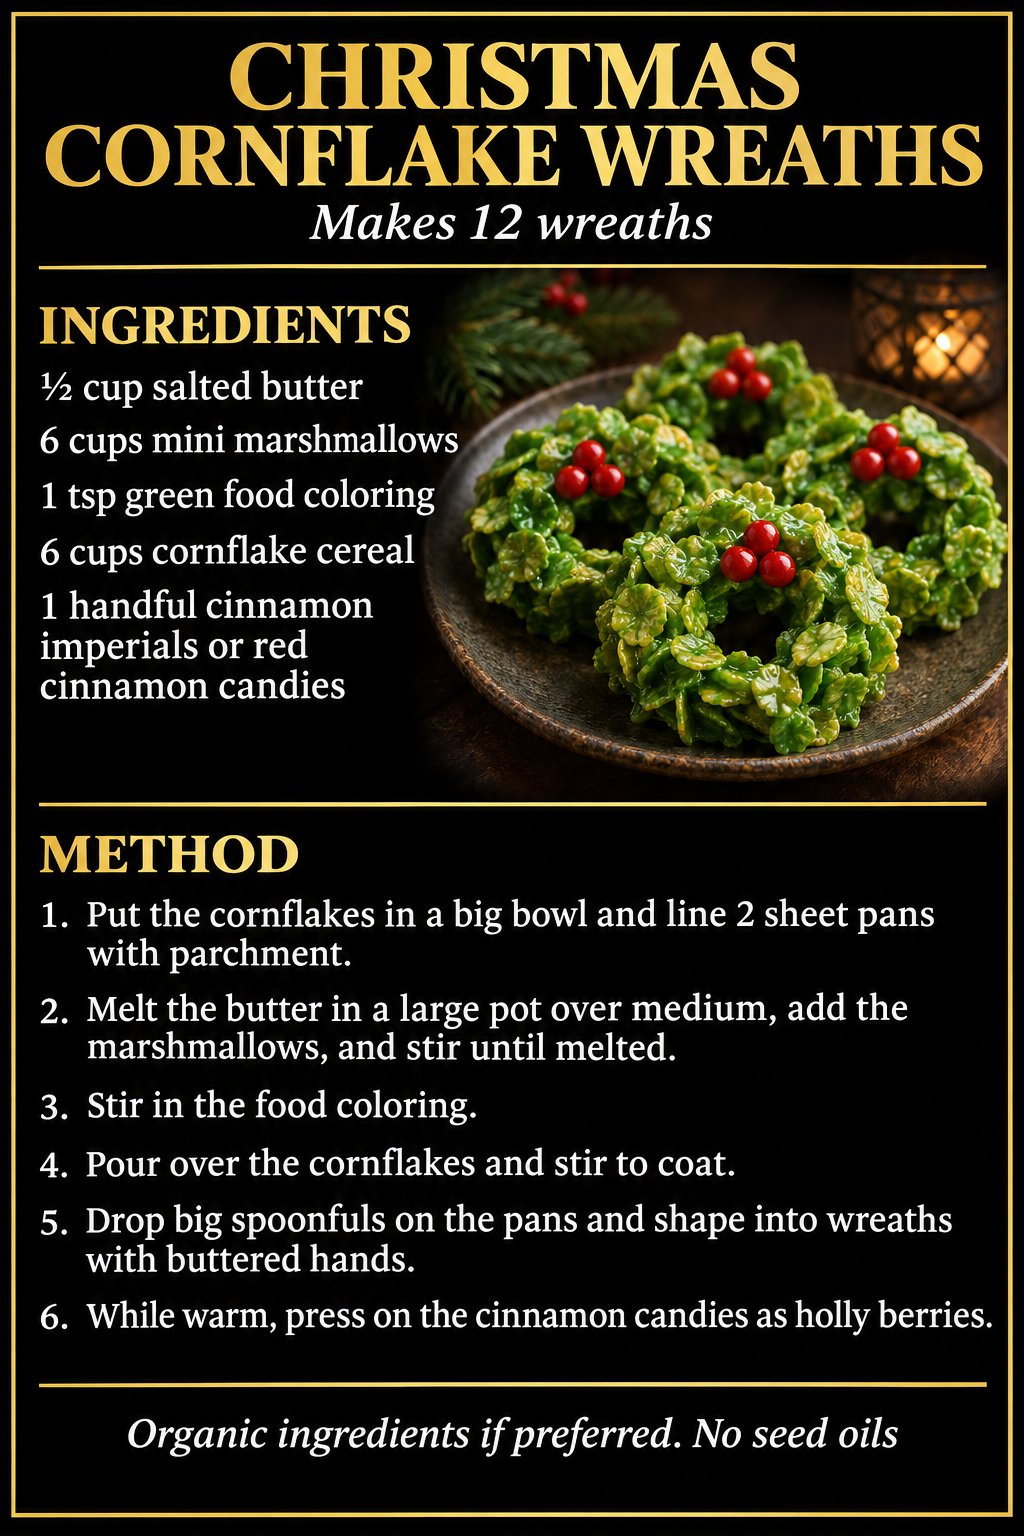 CHRISTMAS
CORNFLAKE WREATHS
Makes 12 wreaths
INGREDIENTS
½ cup salted butter
6 cups mini marshmallows
1 tsp green food coloring
6 cups cornflake cereal
1 handful cinnamon
imperials or red
cinnamon candies
METHOD
1. Put the cornflakes in a big bowl and line 2 sheet pans
with parchment.
2. Melt the butter in a large pot over medium, add the
marshmallows, and stir until melted.
3. Stir in the food coloring.
4. Pour over the cornflakes and stir to coat.
5. Drop big spoonfuls on the pans and shape into wreaths
with buttered hands.
6. While warm, press on the cinnamon candies as holly berries.
Organic ingredients if preferred. No seed oils